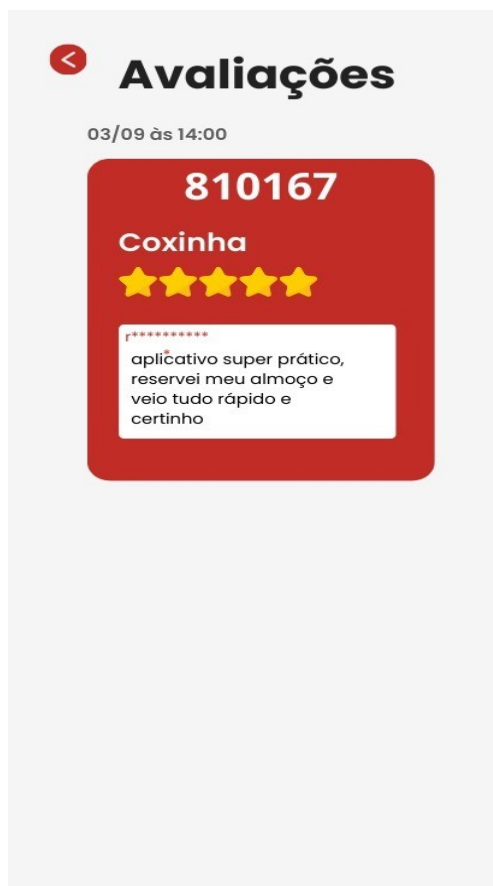 <
Avaliações
03/09 às 14:00
810167
Coxinha
r**********
*
aplicativo super prático,
reservei meu almoço e
veio tudo rápido e
certinho